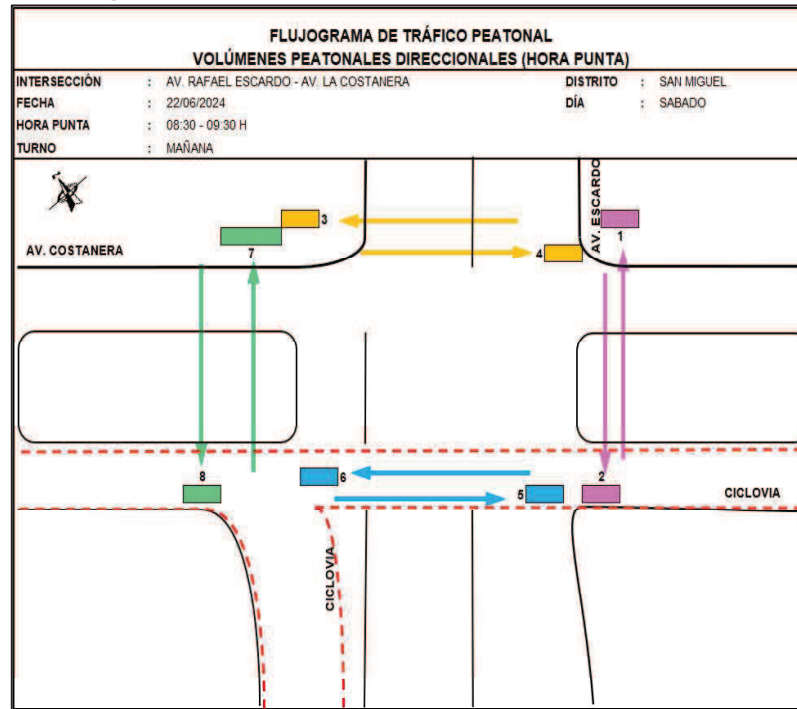 FLUJOGRAMA DE TRÁFICO PEATONAL
VOLÚMENES PEATONALES DIRECCIONALES (HORA PUNTA)
INTERSECCIÓN : AV. RAFAEL ESCARDO - AV. LA COSTANERA DISTRITO : SAN MIGUEL
FECHA : 22/06/2024 DÍA : SABADO
HORA PUNTA : 08:30 - 09:30 H
TURNO : MAÑANA
AV. ESCARDO
3
1
7
AV. COSTANERA
4
6
8
5
2
CICLOVIA
CICLOVIA